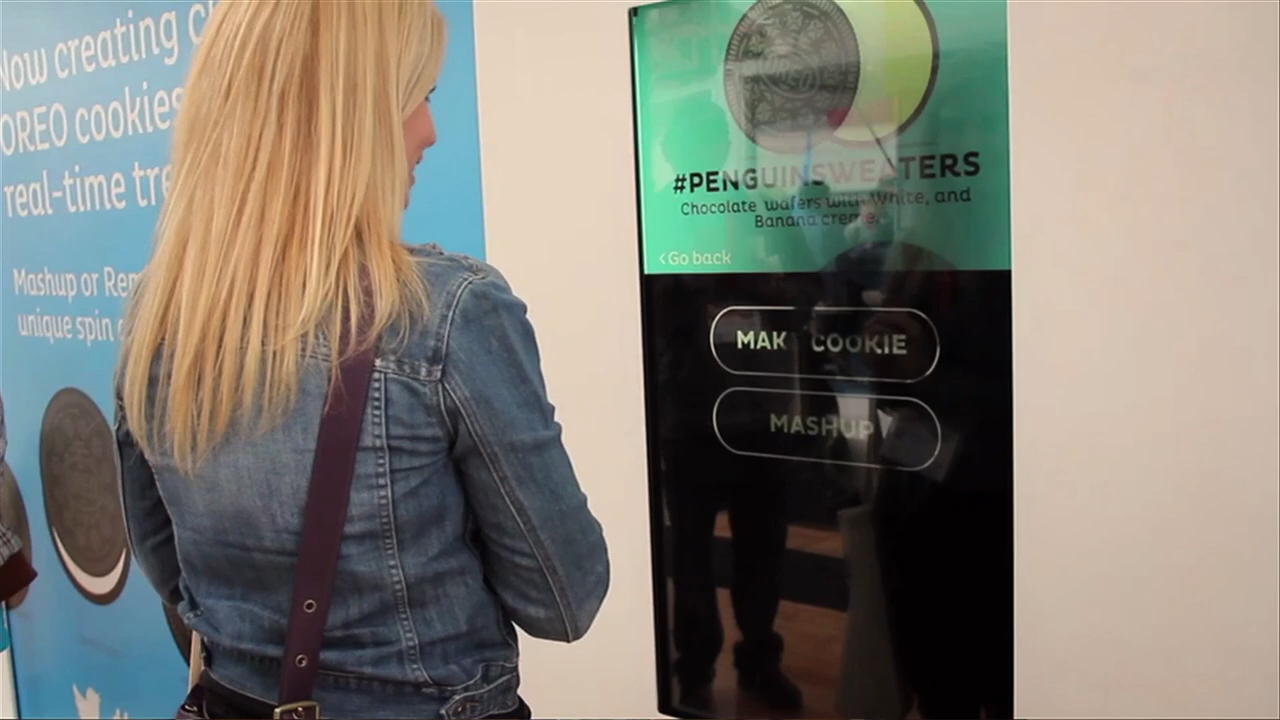 Now creating
OREO cookies
real-time
Mashup or
unique spin
OREO
#PENGUINSWEATERS
Chocolate wafers with White, and
Banana creme.
<Go back
MAK COOKIE
MASHUP